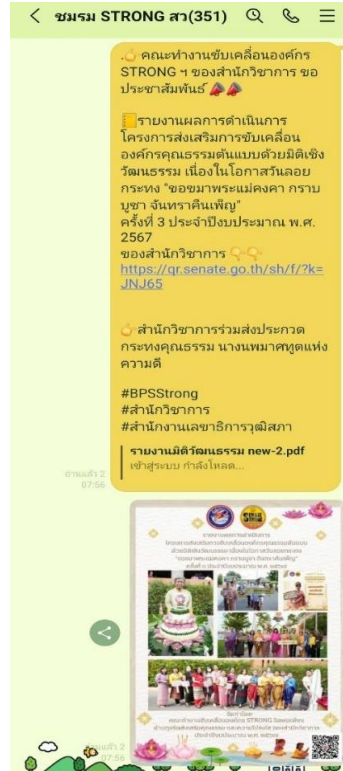 ชมรม STRONG สว(351)
.👍 คณะทำงานขับเคลื่อนองค์กร
STRONG ฯ ของสำนักวิชาการ ขอ
ประชาสัมพันธ์ 📣📣
📒รายงานผลการดำเนินการ
โครงการส่งเสริมการขับเคลื่อน
องค์กรคุณธรรมต้นแบบด้วยมิติเชิง
วัฒนธรรม เนื่องในโอกาสวันลอย
กระทง "ขอขมาพระแม่คงคา กราบ
บูชา จันทราคืนเพ็ญ"
ครั้งที่ 3 ประจำปีงบประมาณ พ.ศ.
2567
ของสำนักวิชาการ 👇👇
https://qr.senate.go.th/sh/f/?k=
JNJ65
👍สำนักวิชาการร่วมส่งประกวด
กระทงคุณธรรม นางนพมาศทูตแห่ง
ความดี
#BPSStrong
#สำนักวิชาการ
#สำนักงานเลขาธิการวุฒิสภา
รายงานมิติวัฒนธรรม new-2.pdf
เข้าสู่ระบบ กำลังโหลด...
อ่านแล้ว 2
07:56
อ่านแล้ว 2
07:56